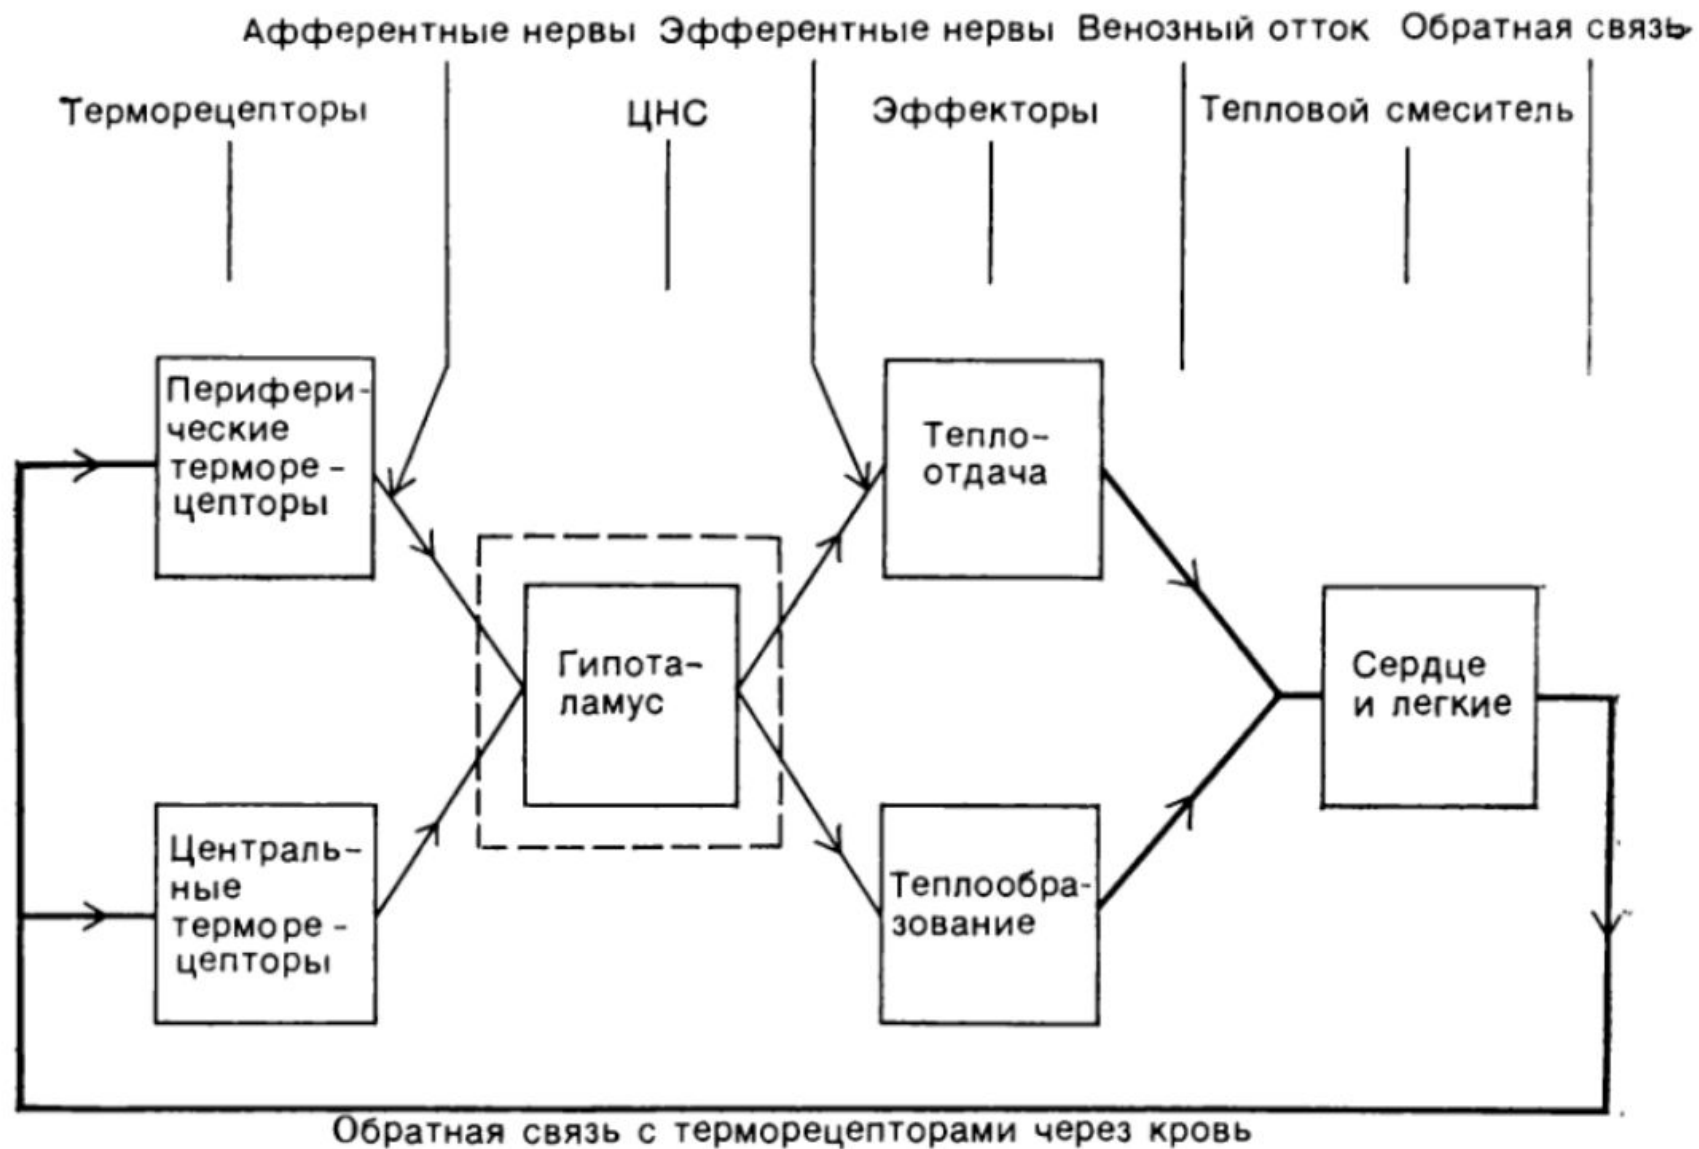 Афферентные нервы Эфферентные нервы Венозный отток Обратная связь
Терморецепторы ЦНС Эффекторы Тепловой смеситель
Перифери-
ческие
терморе-
цепторы
Тепло-
отдача
Гипота-
ламус
Сердце
и легкие
Централь-
ные
терморе-
цепторы
Теплообра-
зование
Обратная связь с терморецепторами через кровь